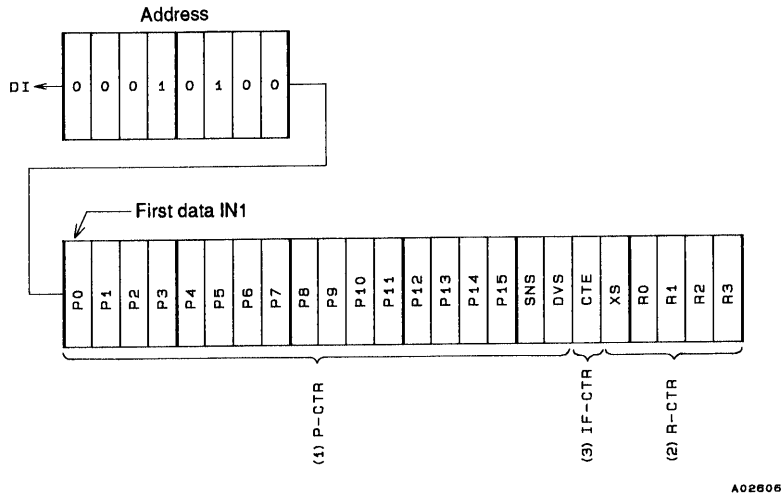 Address
DI 0 0 0 1 0 1 0 0
First data IN1
P0 P1 P2 P3 P4 P5 P6 P7 P8 P9 P10 P11 P12 P13 P14 P15 SNS DVS CTE XS R0 R1 R2 R3
(1) P-CTR
(3) IF-CTR
(2) R-CTR
A02606